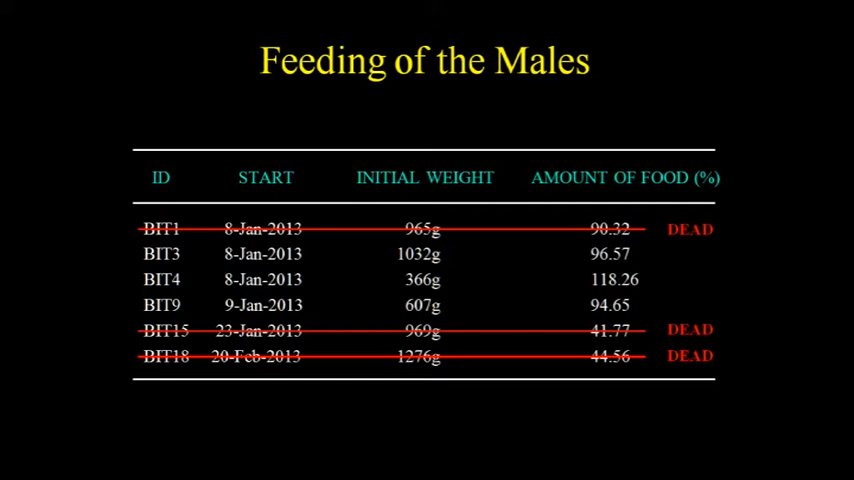 Feeding of the Males
ID START INITIAL WEIGHT AMOUNT OF FOOD (%)
BIT1 8-Jan-2013 965g 90.32 DEAD
BIT3 8-Jan-2013 1032g 96.57
BIT4 8-Jan-2013 366g 118.26
BIT9 9-Jan-2013 607g 94.65
BIT15 23-Jan-2013 969g 41.77 DEAD
BIT18 20-Feb-2013 1276g 44.56 DEAD